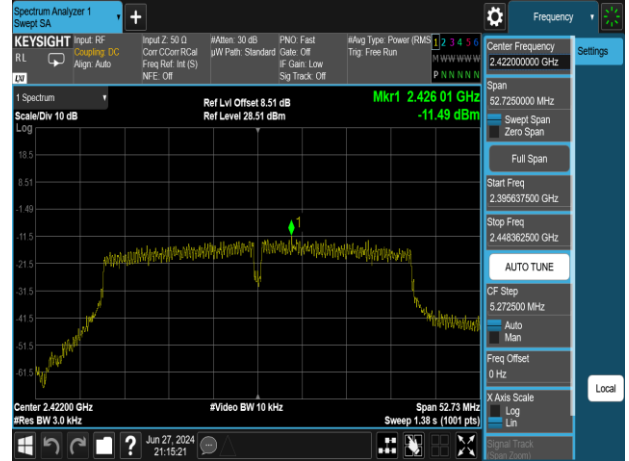 Spectrum Analyzer 1
Swept SA
+
Frequency
KEYSIGHT
RL
LXI
Input: RF
Coupling: DC
Align: Auto
Input Z: 50 Ω
Corr CCorr RCal
Freq Ref: Int (S)
NFE: Off
#Atten: 30 dB
µW Path: Standard
PNO: Fast
Gate: Off
IF Gain: Low
Sig Track: Off
#Avg Type: Power (RMS
Trig: Free Run
1 2 3 4 5 6
M W W W W W
P N N N N N
1 Spectrum
Scale/Div 10 dB
Log
Ref Lvl Offset 8.51 dB
Ref Level 28.51 dBm
Mkr1 2.426 01 GHz
-11.49 dBm
18.5
8.51
-1.49
-11.5
-21.5
-31.5
-41.5
-51.5
-61.5
1
Center 2.42200 GHz
#Res BW 3.0 kHz
#Video BW 10 kHz
Span 52.73 MHz
Sweep 1.38 s (1001 pts)
Jun 27, 2024
21:15:21
Center Frequency
2.422000000 GHz
Span
52.7250000 MHz
Swept Span
Zero Span
Full Span
Start Freq
2.395637500 GHz
Stop Freq
2.448362500 GHz
AUTO TUNE
CF Step
5.272500 MHz
Auto
Man
Freq Offset
0 Hz
X Axis Scale
Log
Lin
Signal Track
(Span Zoom)
Settings
Local